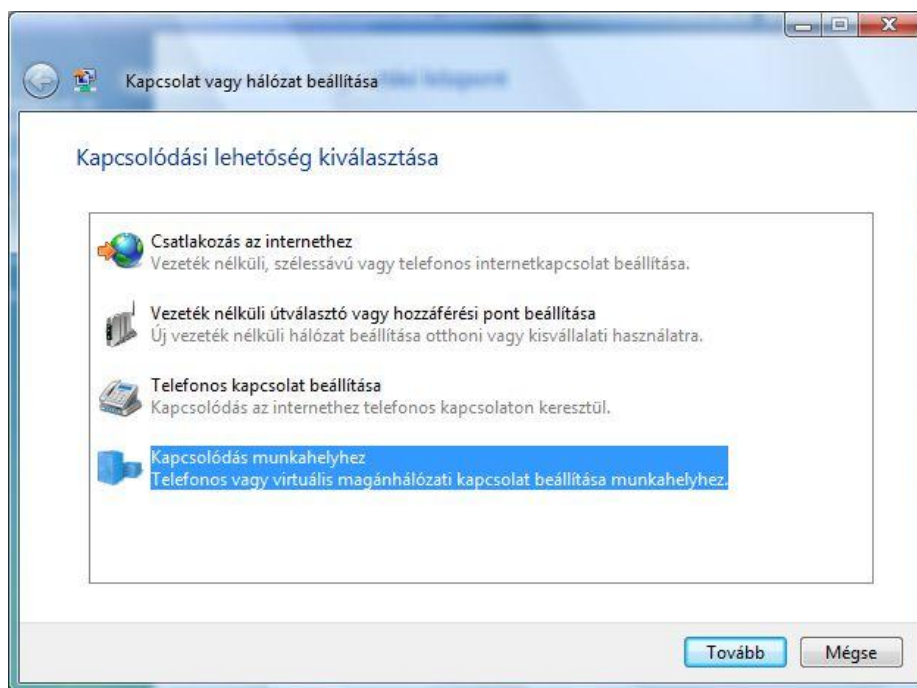 Kapcsolat vagy hálózat beállítása
Kapcsolódási lehetőség kiválasztása
Csatlakozás az internethez
Vezeték nélküli, szélessávú vagy telefonos internetkapcsolat beállítása.
Vezeték nélküli útválasztó vagy hozzáférési pont beállítása
Új vezeték nélküli hálózat beállítása otthoni vagy kisvállalati használatra.
Telefonos kapcsolat beállítása
Kapcsolódás az internethez telefonos kapcsolaton keresztül.
Kapcsolódás munkahelyhez
Telefonos vagy virtuális magánhálózati kapcsolat beállítása munkahelyhez.
Tovább
Mégse